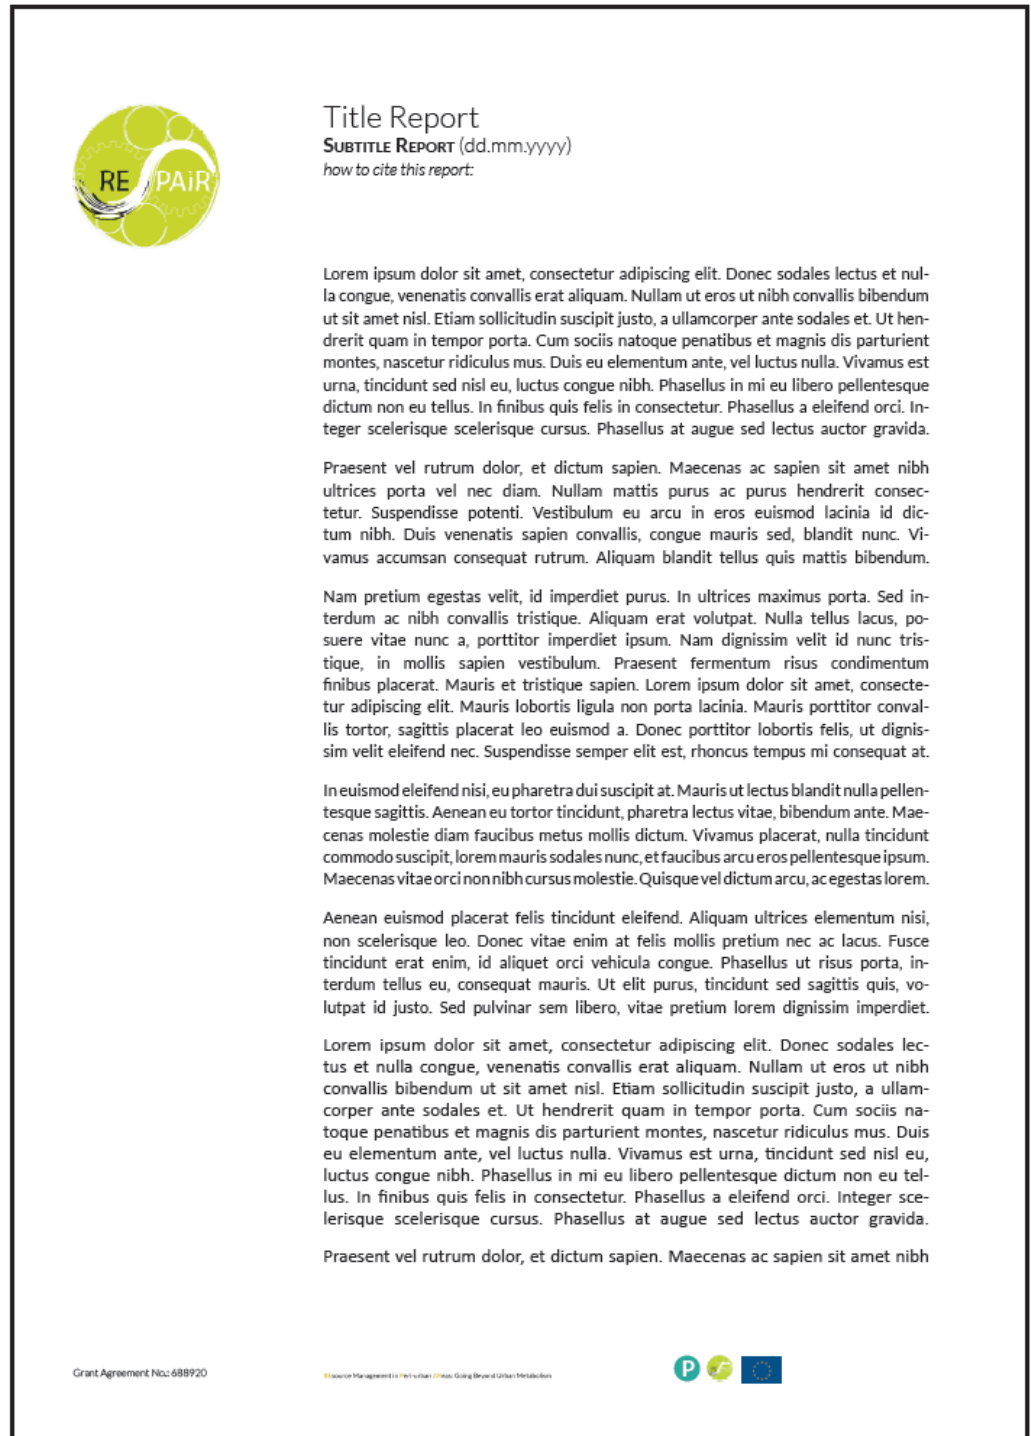 RE PAiR
Title Report
SUBTITLE REPORT (dd.mm.yyyy)
how to cite this report:
Lorem ipsum dolor sit amet, consectetur adipiscing elit. Donec sodales lectus et nul-
la congue, venenatis convallis erat aliquam. Nullam ut eros ut nibh convallis bibendum
ut sit amet nisl. Etiam sollicitudin suscipit justo, a ullamcorper ante sodales et. Ut hen-
drerit quam in tempor porta. Cum sociis natoque penatibus et magnis dis parturient
montes, nascetur ridiculus mus. Duis eu elementum ante, vel luctus nulla. Vivamus est
urna, tincidunt sed nisl eu, luctus congue nibh. Phasellus in mi eu libero pellentesque
dictum non eu tellus. In finibus quis felis in consectetur. Phasellus a eleifend orci. In-
teger scelerisque scelerisque cursus. Phasellus at augue sed lectus auctor gravida.
Praesent vel rutrum dolor, et dictum sapien. Maecenas ac sapien sit amet nibh
ultrices porta vel nec diam. Nullam mattis purus ac purus hendrerit consec-
tetur. Suspendisse potenti. Vestibulum eu arcu in eros euismod lacinia id dic-
tum nibh. Duis venenatis sapien convallis, congue mauris sed, blandit nunc. Vi-
vamus accumsan consequat rutrum. Aliquam blandit tellus quis mattis bibendum.
Nam pretium egestas velit, id imperdiet purus. In ultrices maximus porta. Sed in-
terdum ac nibh convallis tristique. Aliquam erat volutpat. Nulla tellus lacus, po-
suere vitae nunc a, porttitor imperdiet ipsum. Nam dignissim velit id nunc tris-
tique, in mollis sapien vestibulum. Praesent fermentum risus condimentum
finibus placerat. Mauris et tristique sapien. Lorem ipsum dolor sit amet, consecte-
tur adipiscing elit. Mauris lobortis ligula non porta lacinia. Mauris porttitor conval-
lis tortor, sagittis placerat leo euismod a. Donec porttitor lobortis felis, ut dignis-
sim velit eleifend nec. Suspendisse semper elit est, rhoncus tempus mi consequat at.
In euismod eleifend nisi, eu pharetra dui suscipit at. Mauris ut lectus blandit nulla pellen-
tesque sagittis. Aenean eu tortor tincidunt, pharetra lectus vitae, bibendum ante. Mae-
cenas molestie diam faucibus metus mollis dictum. Vivamus placerat, nulla tincidunt
commodo suscipit, lorem mauris sodales nunc, et faucibus arcu eros pellentesque ipsum.
Maecenas vitae orci non nibh cursus molestie. Quisque vel dictum arcu, ac egestas lorem.
Aenean euismod placerat felis tincidunt eleifend. Aliquam ultrices elementum nisi,
non scelerisque leo. Donec vitae enim at felis mollis pretium nec ac lacus. Fusce
tincidunt erat enim, id aliquet orci vehicula congue. Phasellus ut risus porta, in-
terdum tellus eu, consequat mauris. Ut elit purus, tincidunt sed sagittis quis, vo-
lutpat id justo. Sed pulvinar sem libero, vitae pretium lorem dignissim imperdiet.
Lorem ipsum dolor sit amet, consectetur adipiscing elit. Donec sodales lec-
tus et nulla congue, venenatis convallis erat aliquam. Nullam ut eros ut nibh
convallis bibendum ut sit amet nisl. Etiam sollicitudin suscipit justo, a ullam-
corper ante sodales et. Ut hendrerit quam in tempor porta. Cum sociis na-
toque penatibus et magnis dis parturient montes, nascetur ridiculus mus. Duis
eu elementum ante, vel luctus nulla. Vivamus est urna, tincidunt sed nisl eu,
luctus congue nibh. Phasellus in mi eu libero pellentesque dictum non eu tel-
lus. In finibus quis felis in consectetur. Phasellus a eleifend orci. Integer sce-
lerisque scelerisque cursus. Phasellus at augue sed lectus auctor gravida.
Praesent vel rutrum dolor, et dictum sapien. Maecenas ac sapien sit amet nibh
Grant Agreement No.: 688920
REsource Management in Peri-urban AReas: Going Beyond Urban Metabolism
P